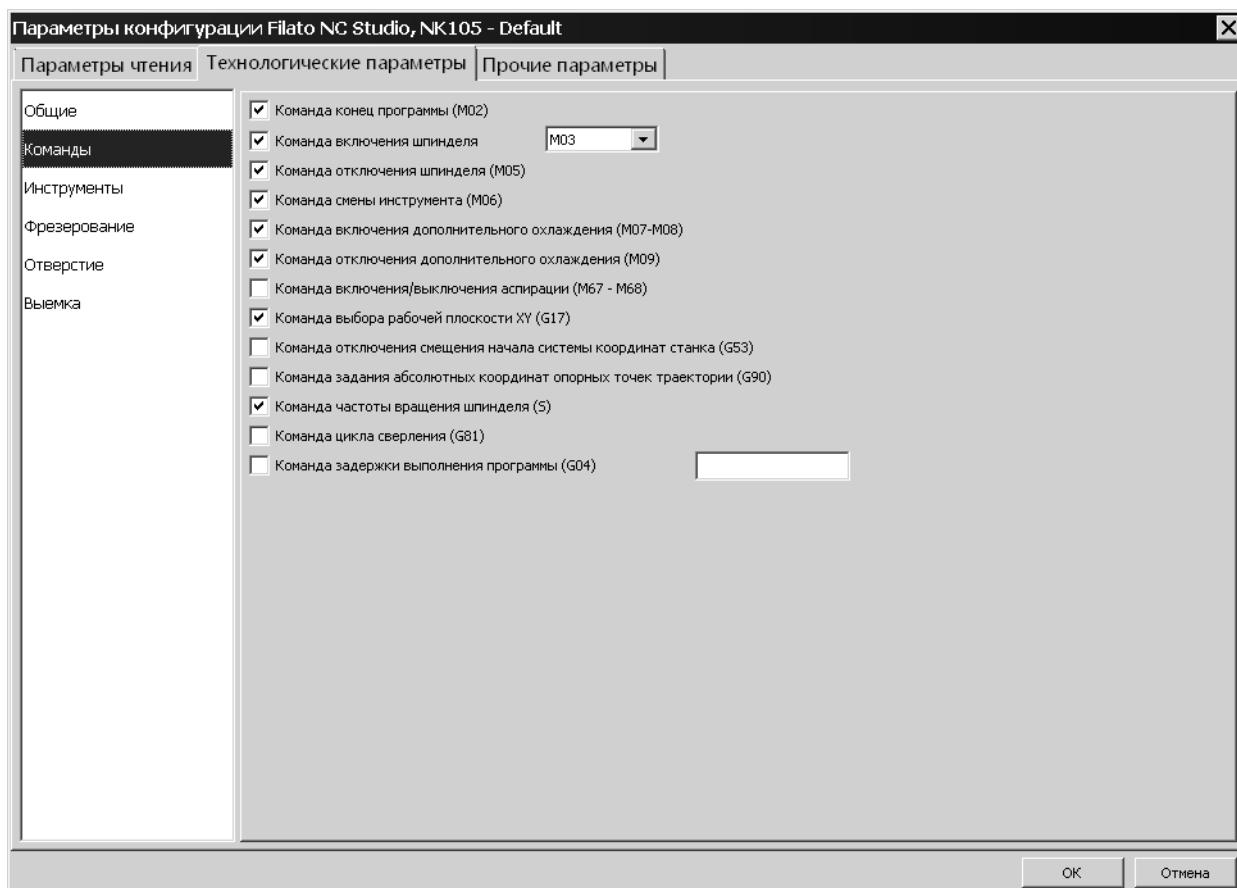 Параметры конфигурации Filato NC Studio, NK105 - Default
Параметры чтения
Технологические параметры
Прочие параметры
Общие
Команды
Инструменты
Фрезерование
Отверстие
Выемка
Команда конец программы (M02)
Команда включения шпинделя
M03
Команда отключения шпинделя (M05)
Команда смены инструмента (M06)
Команда включения дополнительного охлаждения (M07-M08)
Команда отключения дополнительного охлаждения (M09)
Команда включения/выключения аспирации (M67 - M68)
Команда выбора рабочей плоскости XY (G17)
Команда отключения смещения начала системы координат станка (G53)
Команда задания абсолютных координат опорных точек траектории (G90)
Команда частоты вращения шпинделя (S)
Команда цикла сверления (G81)
Команда задержки выполнения программы (G04)
ОК
Отмена